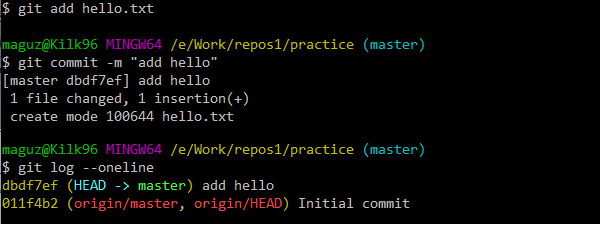 $ git add hello.txt
maguz@Kilk96 MINGW64 /e/Work/repos1/practice (master)
$ git commit -m "add hello"
[master dbdf7ef] add hello
 1 file changed, 1 insertion(+)
 create mode 100644 hello.txt
maguz@Kilk96 MINGW64 /e/Work/repos1/practice (master)
$ git log --oneline
dbdf7ef (HEAD -> master) add hello
011f4b2 (origin/master, origin/HEAD) Initial commit